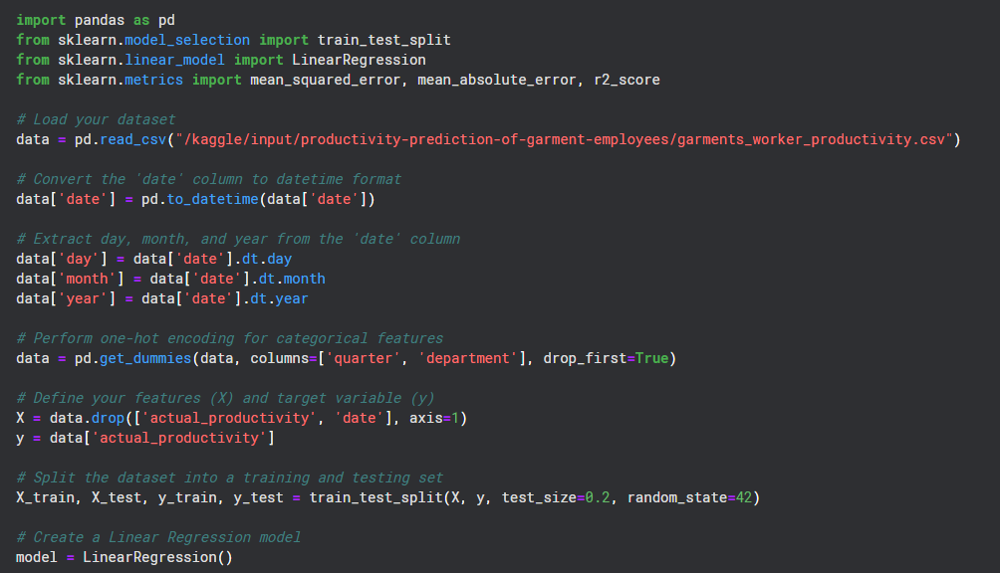 import pandas as pd
from sklearn.model_selection import train_test_split
from sklearn.linear_model import LinearRegression
from sklearn.metrics import mean_squared_error, mean_absolute_error, r2_score
# Load your dataset
data = pd.read_csv("/kaggle/input/productivity-prediction-of-garment-employees/garments_worker_productivity.csv")
# Convert the 'date' column to datetime format
data['date'] = pd.to_datetime(data['date'])
# Extract day, month, and year from the 'date' column
data['day'] = data['date'].dt.day
data['month'] = data['date'].dt.month
data['year'] = data['date'].dt.year
# Perform one-hot encoding for categorical features
data = pd.get_dummies(data, columns=['quarter', 'department'], drop_first=True)
# Define your features (X) and target variable (y)
X = data.drop(['actual_productivity', 'date'], axis=1)
y = data['actual_productivity']
# Split the dataset into a training and testing set
X_train, X_test, y_train, y_test = train_test_split(X, y, test_size=0.2, random_state=42)
# Create a Linear Regression model
model = LinearRegression()